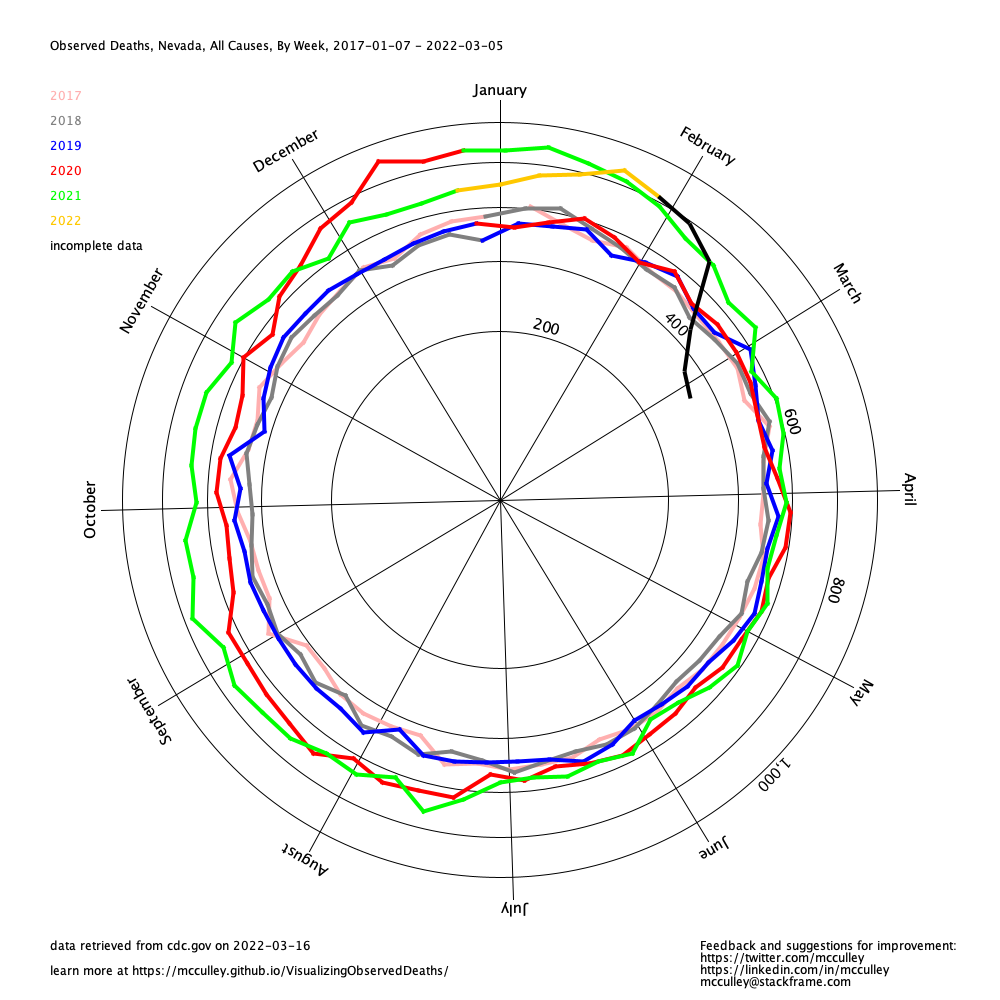 Observed Deaths, Nevada, All Causes, By Week, 2017-01-07 - 2022-03-05
2017
2018
2019
2020
2021
2022
incomplete data
January
February
March
April
May
June
July
August
September
October
November
December
200
400
600
800
1,000
data retrieved from cdc.gov on 2022-03-16
learn more at https://mcculley.github.io/VisualizingObservedDeaths/
Feedback and suggestions for improvement:
https://twitter.com/mcculley
https://linkedin.com/in/mcculley
mcculley@stackframe.com